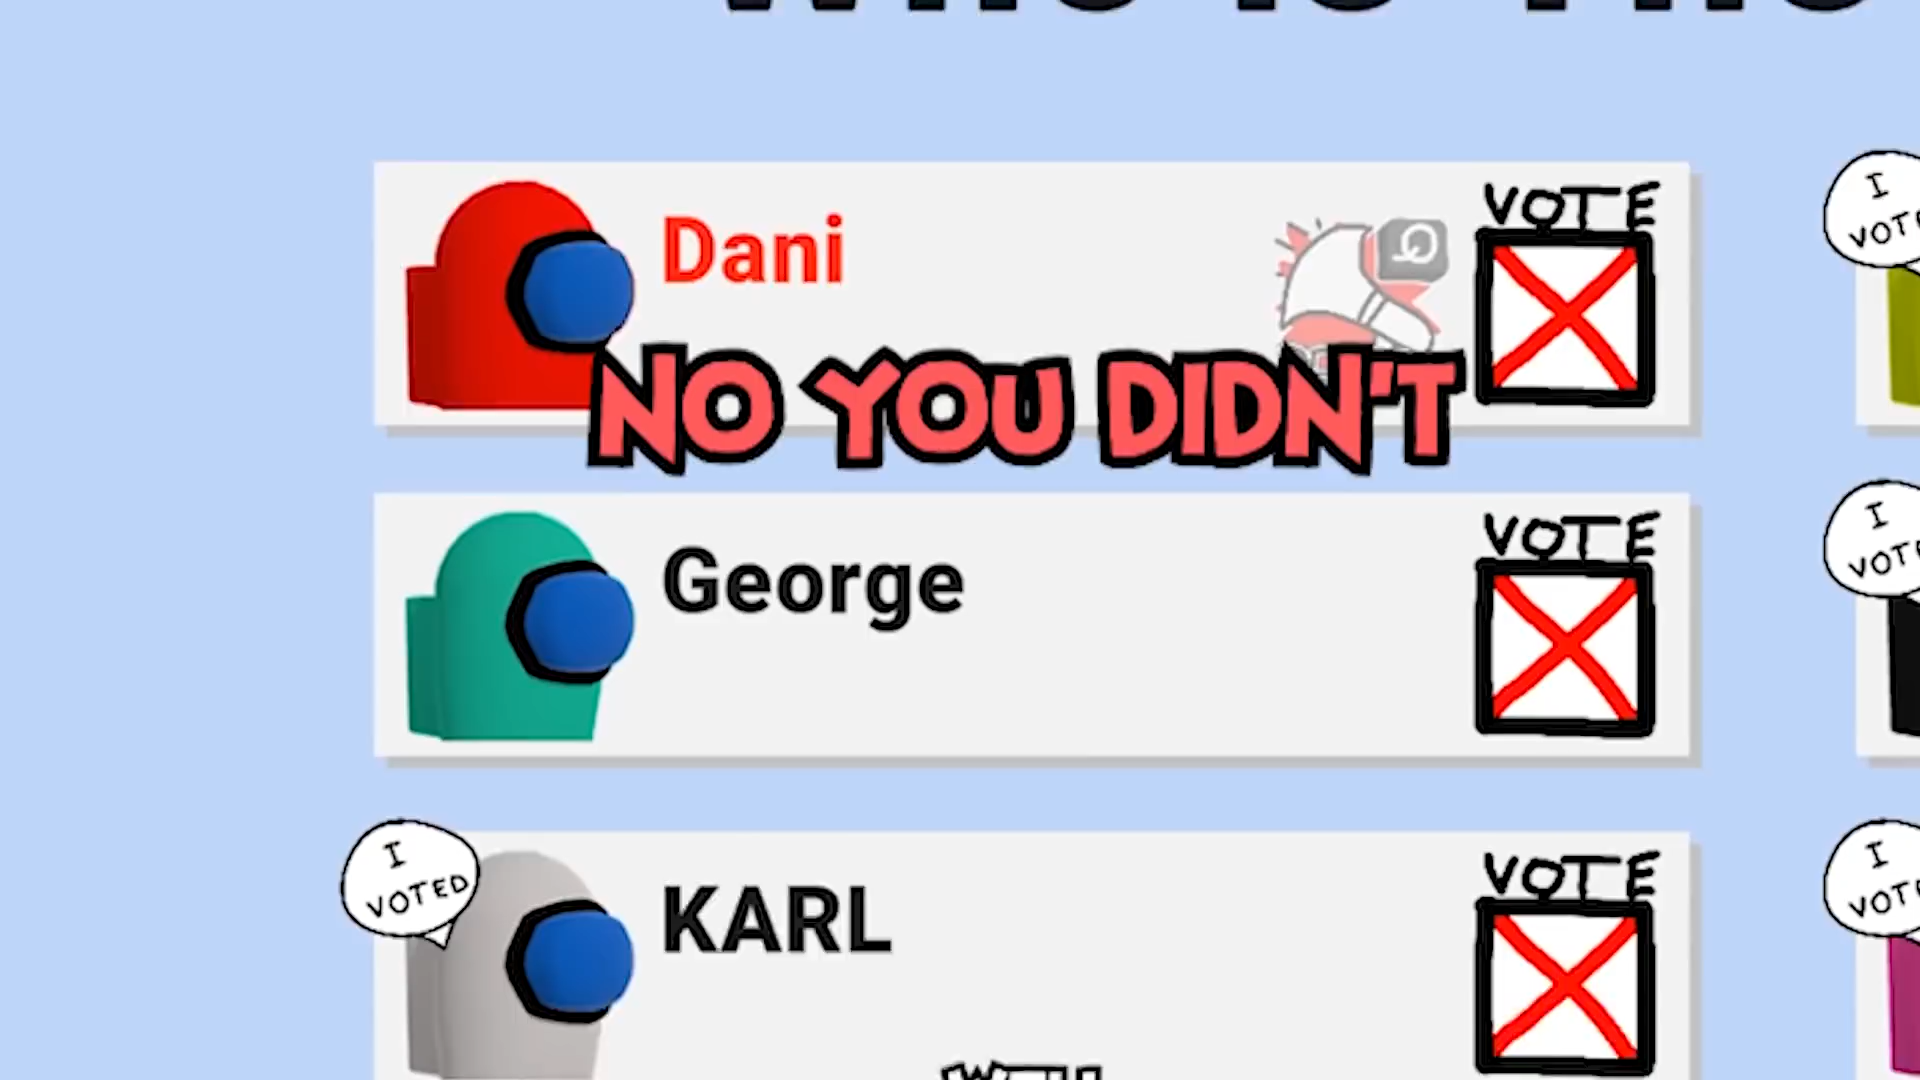 Dani
VOTE
I
NO YOU DIDN'T
George
VOTE
I
I
VOTED
KARL
VOTE
I